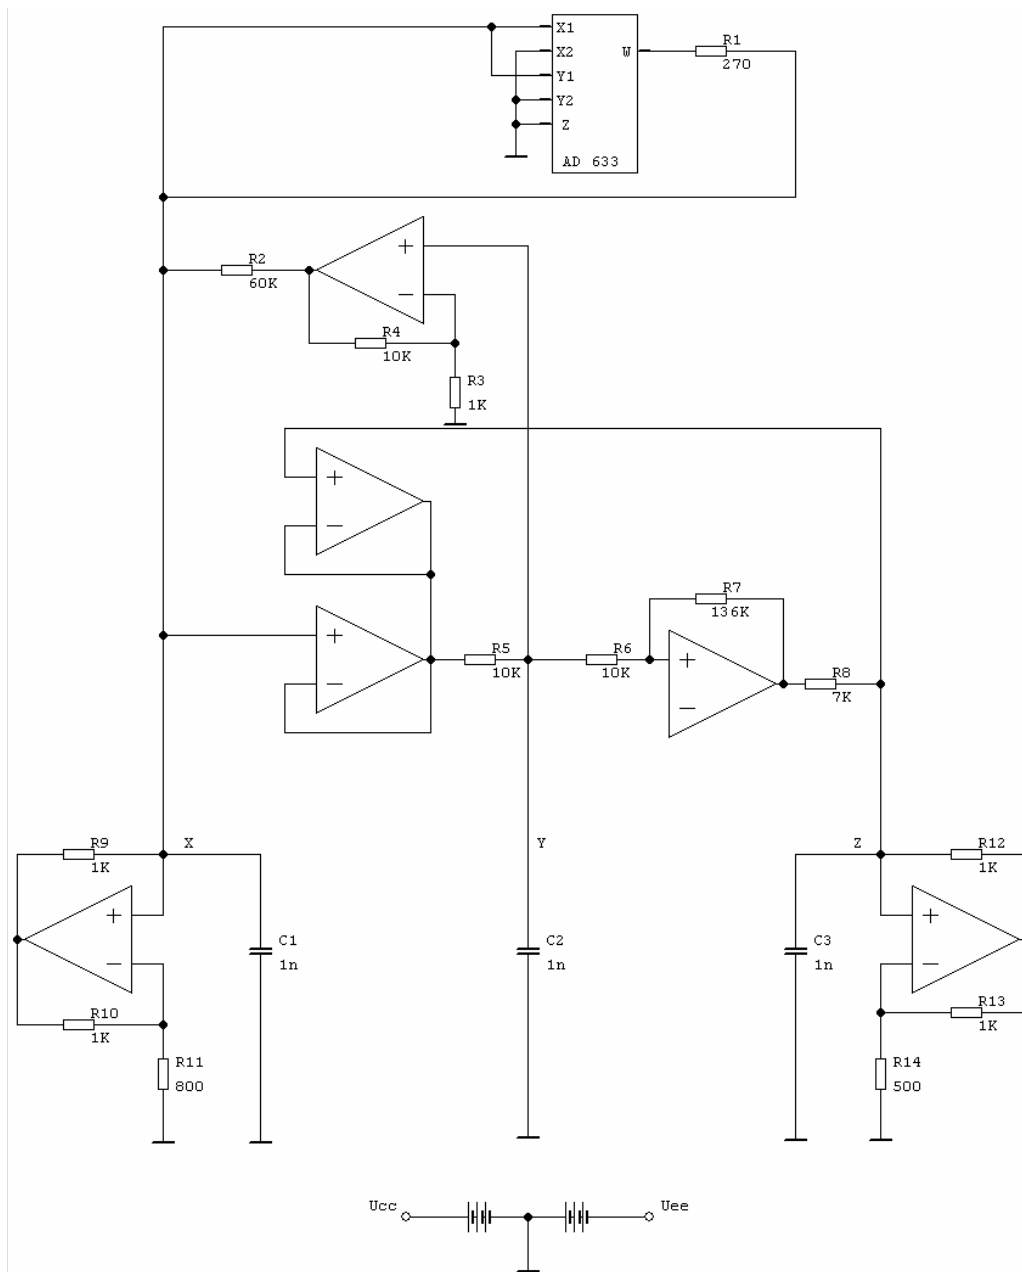 X1
X2
Y1
Y2
Z
W
AD 633
R1
270
+
−
R2
60K
R4
10K
R3
1K
+
−
+
−
R5
10K
R6
10K
R7
136K
+
−
R8
7K
R9
1K
X
Y
Z
R12
1K
+
−
C1
1n
C2
1n
C3
1n
+
−
R10
1K
R13
1K
R11
800
R14
500
Ucc
Uee